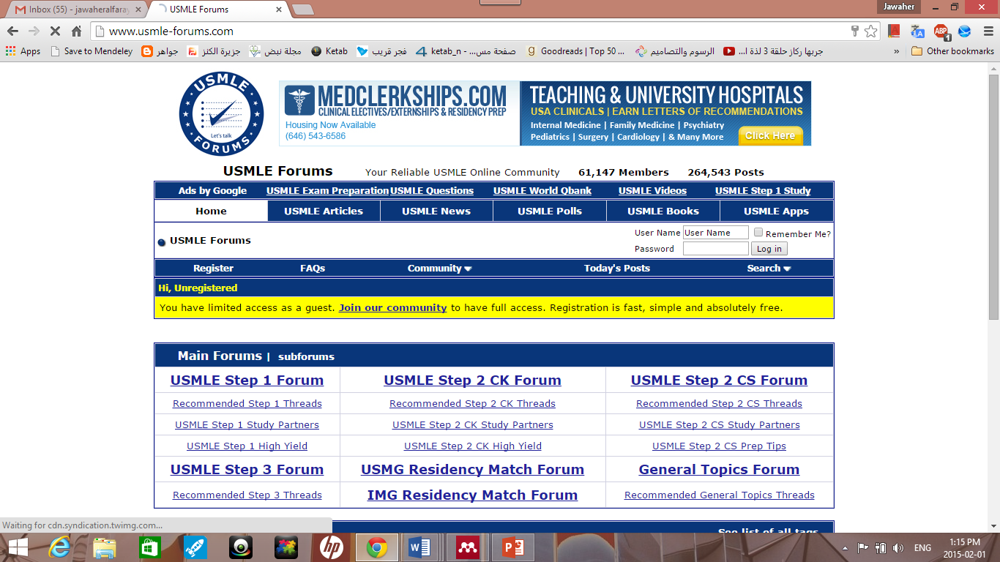 Inbox (55) - jawaheralfaray
USMLE Forums
Jawaher
www.usmle-forums.com
ABP
1
Apps
Save to Mendeley
جواهر
جزيرة الكنز
مجلة نبض
Ketab
فجر قريب
ketab_n - صفحة مس...
Goodreads | Top 50 ...
الرسوم والتصاميم
جربها ركاز حلقة 3 لذة ا...
»
Other bookmarks
USMLE
Let's talk
FORUMS
MEDCLERKSHIPS.COM
CLINICAL ELECTIVES/EXTERNSHIPS & RESIDENCY PREP
Housing Now Available
(646) 543-6586
TEACHING & UNIVERSITY HOSPITALS
USA CLINICALS | EARN LETTERS OF RECOMMENDATIONS
Internal Medicine | Family Medicine | Psychiatry
Pediatrics | Surgery | Cardiology | & Many More
Click Here
USMLE Forums Your Reliable USMLE Online Community 61,147 Members 264,543 Posts
Ads by Google USMLE Exam Preparation USMLE Questions USMLE World Qbank USMLE Videos USMLE Step 1 Study
Home USMLE Articles USMLE News USMLE Polls USMLE Books USMLE Apps
USMLE Forums
User Name User Name Remember Me?
Password Log in
Register FAQs Community Today's Posts Search
Hi, Unregistered
You have limited access as a guest. Join our community to have full access. Registration is fast, simple and absolutely free.
Main Forums | subforums
USMLE Step 1 Forum USMLE Step 2 CK Forum USMLE Step 2 CS Forum
Recommended Step 1 Threads Recommended Step 2 CK Threads Recommended Step 2 CS Threads
USMLE Step 1 Study Partners USMLE Step 2 CK Study Partners USMLE Step 2 CS Study Partners
USMLE Step 1 High Yield USMLE Step 2 CK High Yield USMLE Step 2 CS Prep Tips
USMLE Step 3 Forum USMG Residency Match Forum General Topics Forum
Recommended Step 3 Threads IMG Residency Match Forum Recommended General Topics Threads
Waiting for cdn.syndication.twimg.com...
See list of all tags
hp
ENG
1:15 PM
2015-02-01